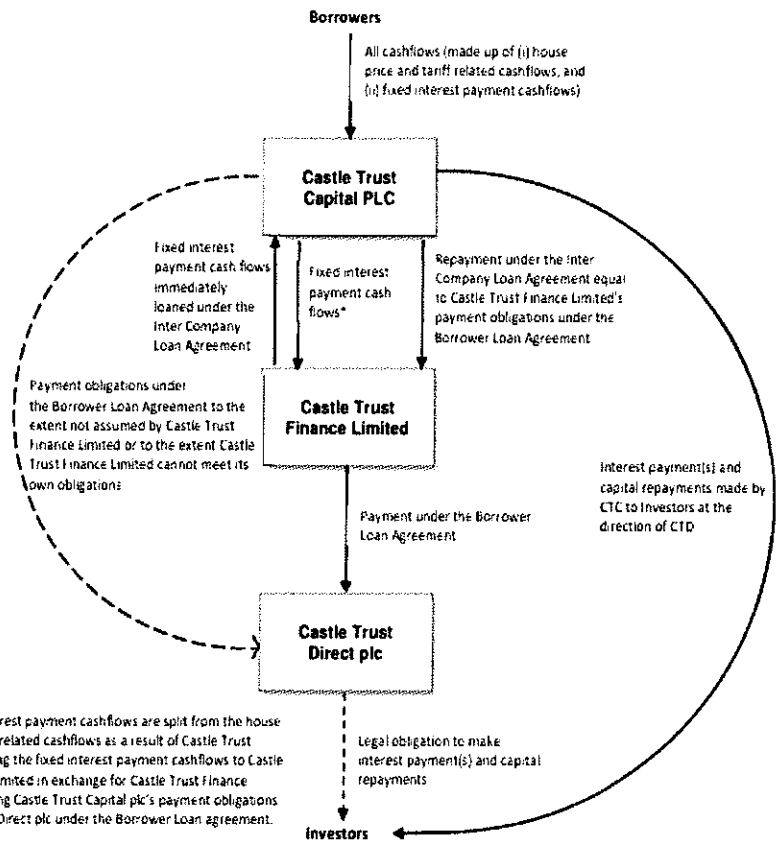 Borrowers
All cashflows (made up of (i) house
price and tariff related cashflows, and
(ii) fixed interest payment cashflows)
Castle Trust
Capital PLC
Fixed interest
payment cash flows
immediately
loaned under the
Inter Company
Loan Agreement
Fixed interest
payment cash
flows*
Repayment under the Inter
Company Loan Agreement equal
to Castle Trust Finance Limited's
payment obligations under the
Borrower Loan Agreement
Payment obligations under
the Borrower Loan Agreement to the
extent not assumed by Castle Trust
Finance Limited or to the extent Castle
Trust Finance Limited cannot meet its
own obligations
Castle Trust
Finance Limited
Interest payment(s) and
capital repayments made by
CTC to Investors at the
direction of CTD
Payment under the Borrower
Loan Agreement
Castle Trust
Direct plc
rest payment cashflows are split from the house
related cashflows as a result of Castle Trust
ng the fixed interest payment cashflows to Castle
imited in exchange for Castle Trust Finance
ng Castle Trust Capital plc's payment obligations
Direct plc under the Borrower Loan agreement.
Legal obligation to make
interest payment(s) and capital
repayments
Investors